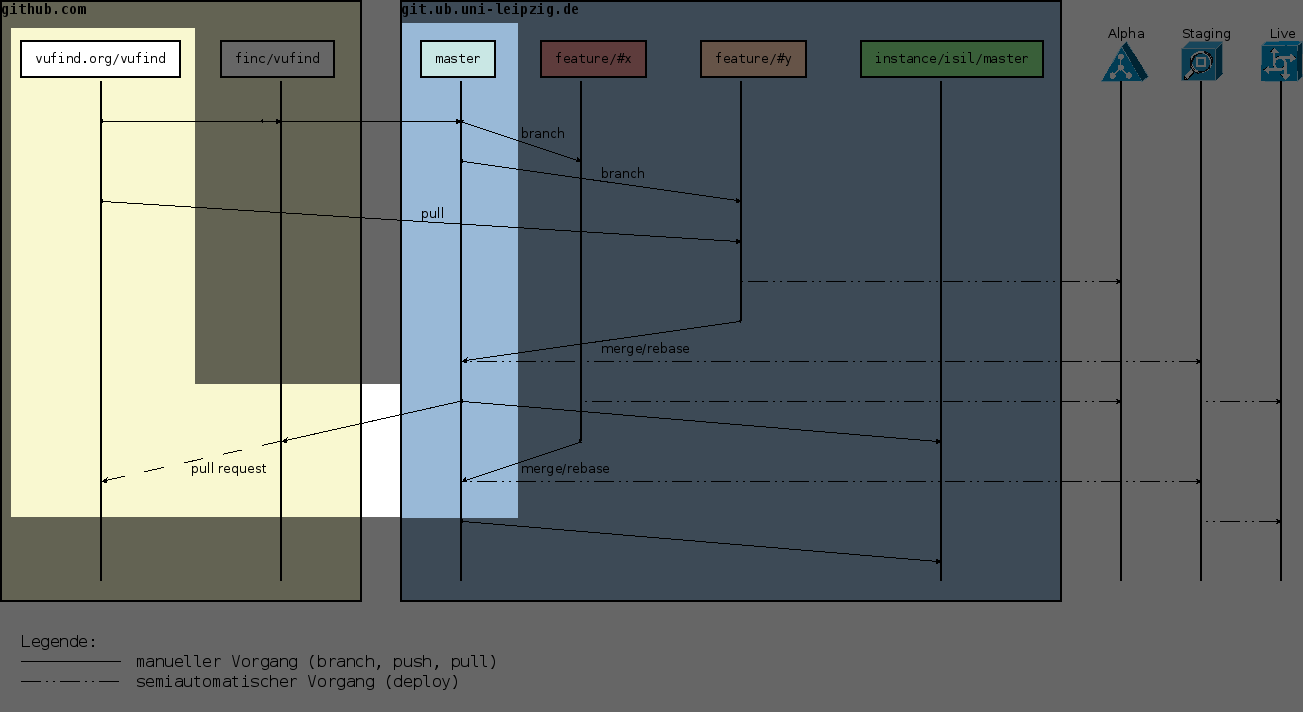 github.com
git.ub.uni-leipzig.de
Alpha
Staging
Live
vufind.org/vufind
finc/vufind
master
feature/#x
feature/#y
instance/isil/master
branch
branch
pull
merge/rebase
pull request
merge/rebase
Legende:
manueller Vorgang (branch, push, pull)
semiautomatischer Vorgang (deploy)